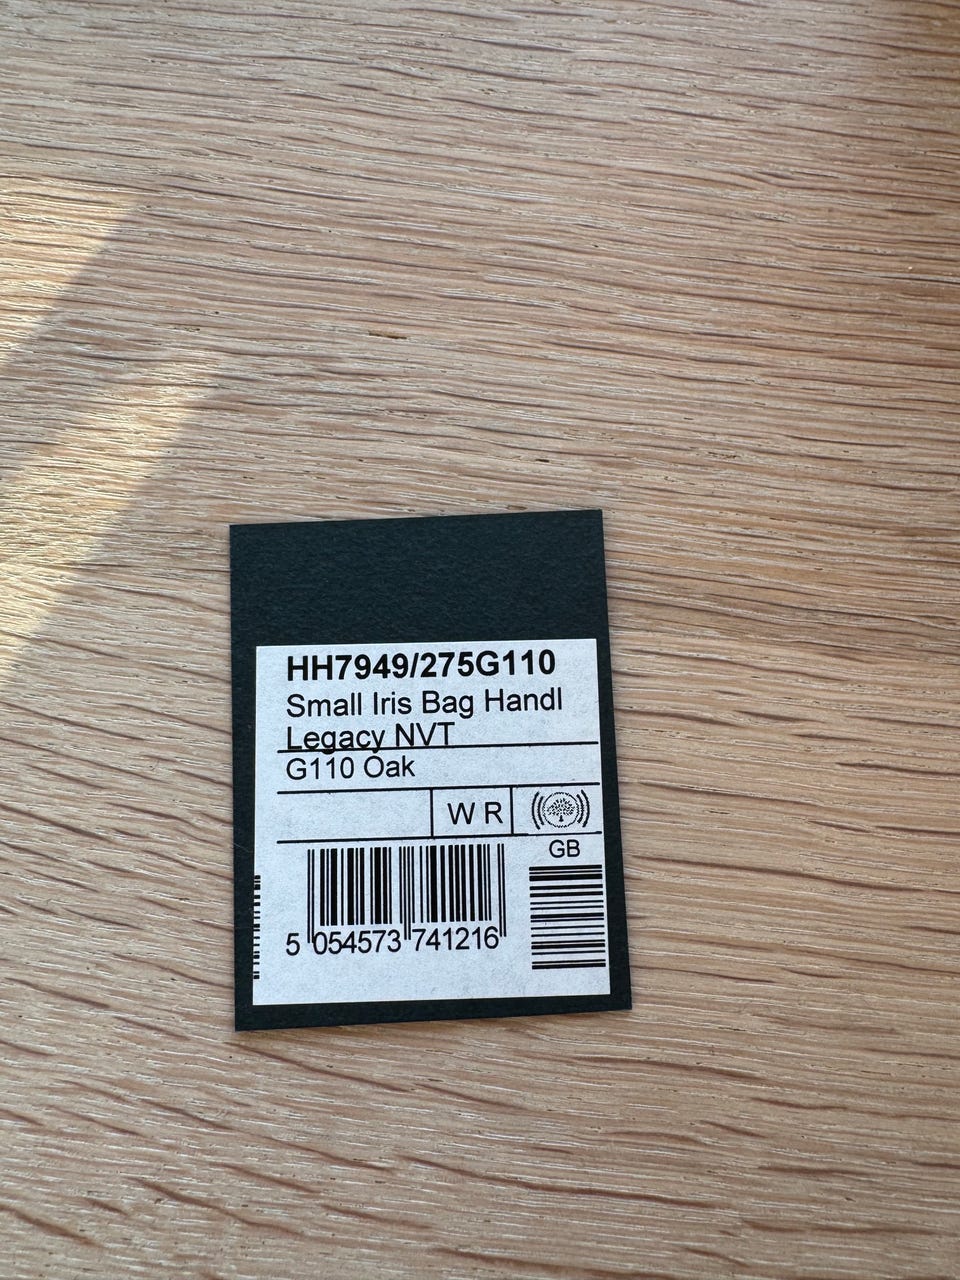 HH7949/275G110
Small Iris Bag Handl
Legacy NVT
G110 Oak
W R
GB
5 054573 741216